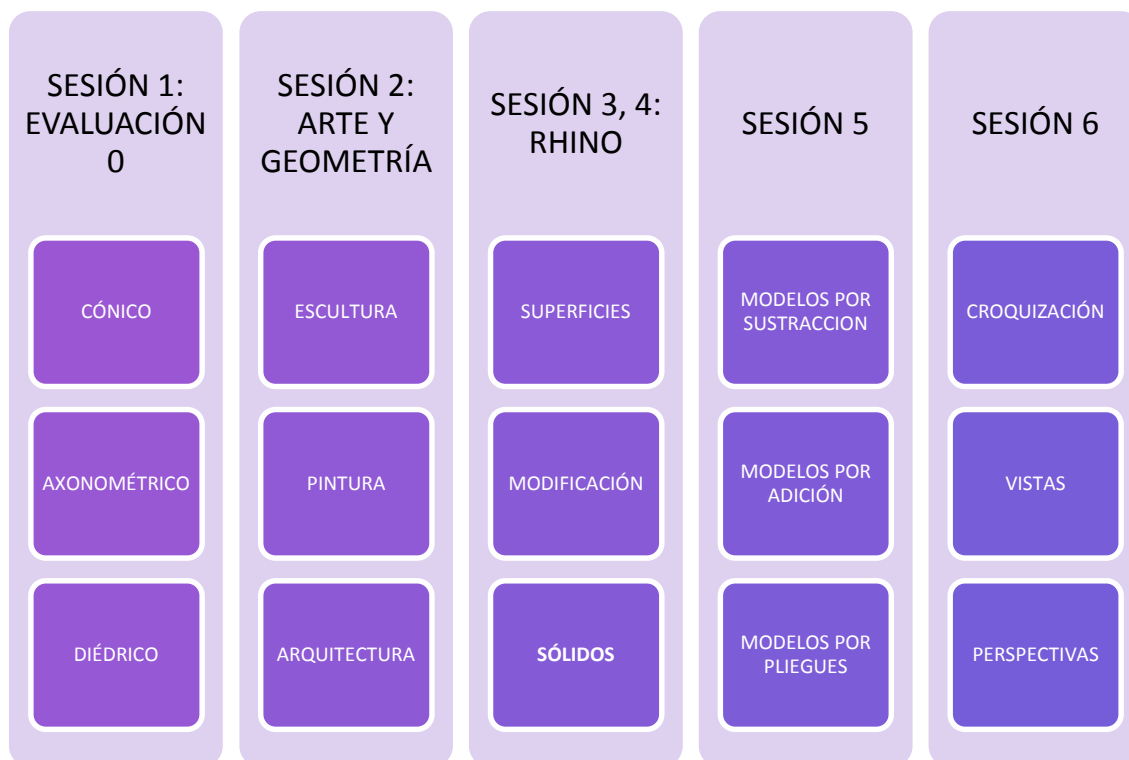 SESIÓN 1:
EVALUACIÓN
0
CÓNICO
AXONOMÉTRICO
DIÉDRICO
SESIÓN 2:
ARTE Y
GEOMETRÍA
ESCULTURA
PINTURA
ARQUITECTURA
SESIÓN 3, 4:
RHINO
SUPERFICIES
MODIFICACIÓN
SÓLIDOS
SESIÓN 5
MODELOS POR
SUSTRACCION
MODELOS POR
ADICIÓN
MODELOS POR
PLIEGUES
SESIÓN 6
CROQUIZACIÓN
VISTAS
PERSPECTIVAS